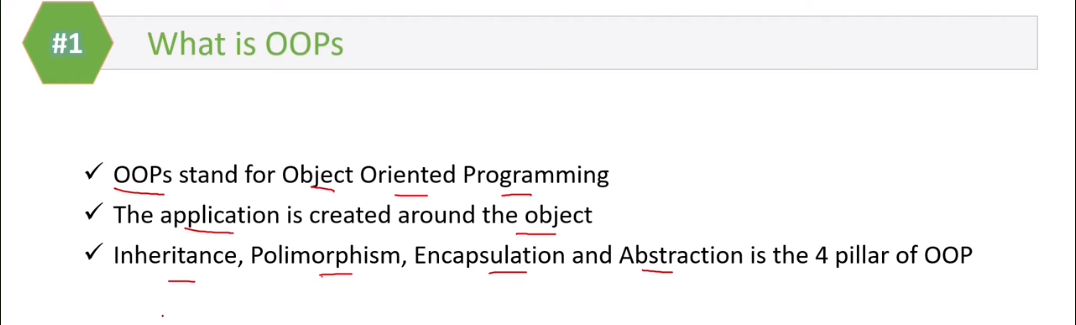 #1
What is OOPs
✓ OOPs stand for Object Oriented Programming
✓ The application is created around the object
✓ Inheritance, Polimorphism, Encapsulation and Abstraction is the 4 pillar of OOP